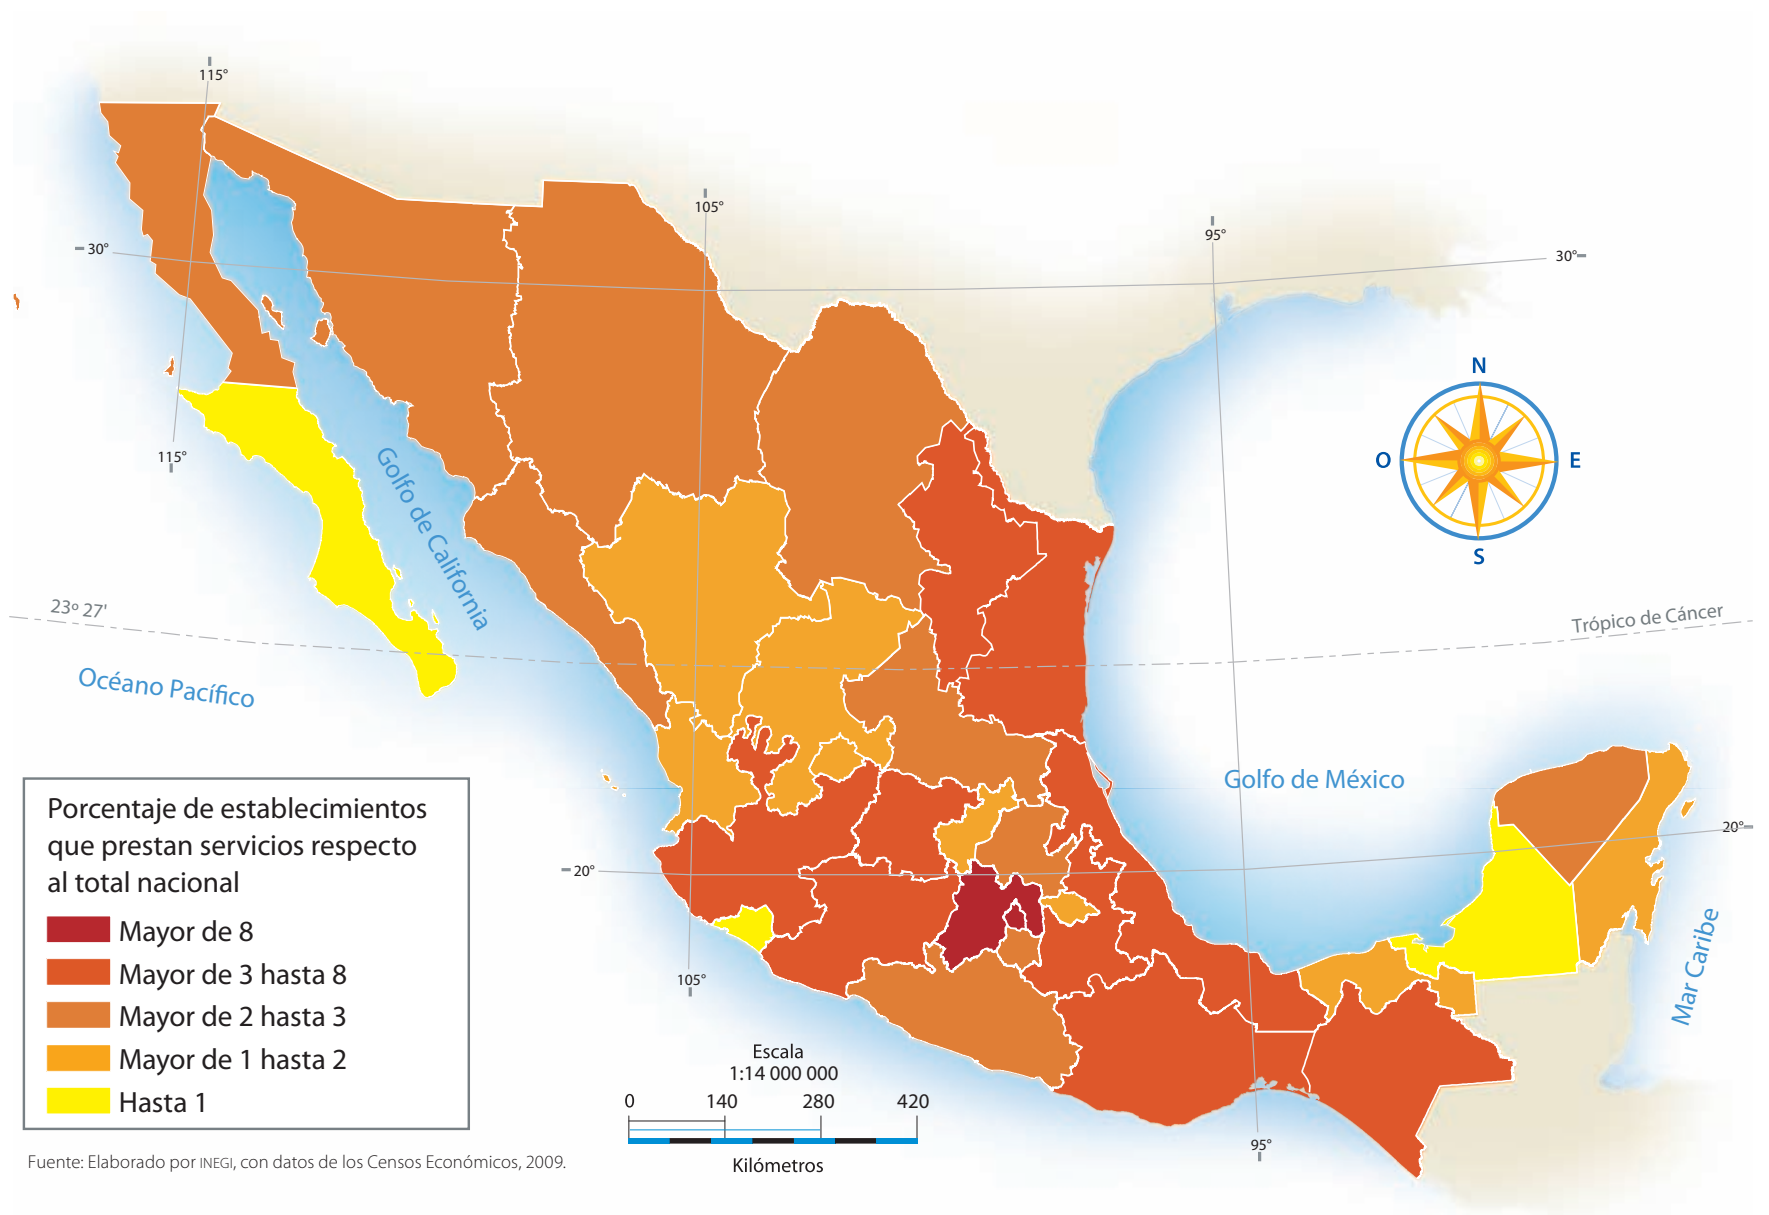 115°
105°
95°
30°
30°
N
O
E
S
115°
Golfo de California
23º 27'
Trópico de Cáncer
Océano Pacífico
Golfo de México
20°
20°
Mar Caribe
105°
95°
Porcentaje de establecimientos
que prestan servicios respecto
al total nacional
Mayor de 8
Mayor de 3 hasta 8
Mayor de 2 hasta 3
Mayor de 1 hasta 2
Hasta 1
Escala
1:14 000 000
0 140 280 420
Kilómetros
Fuente: Elaborado por INEGI, con datos de los Censos Económicos, 2009.